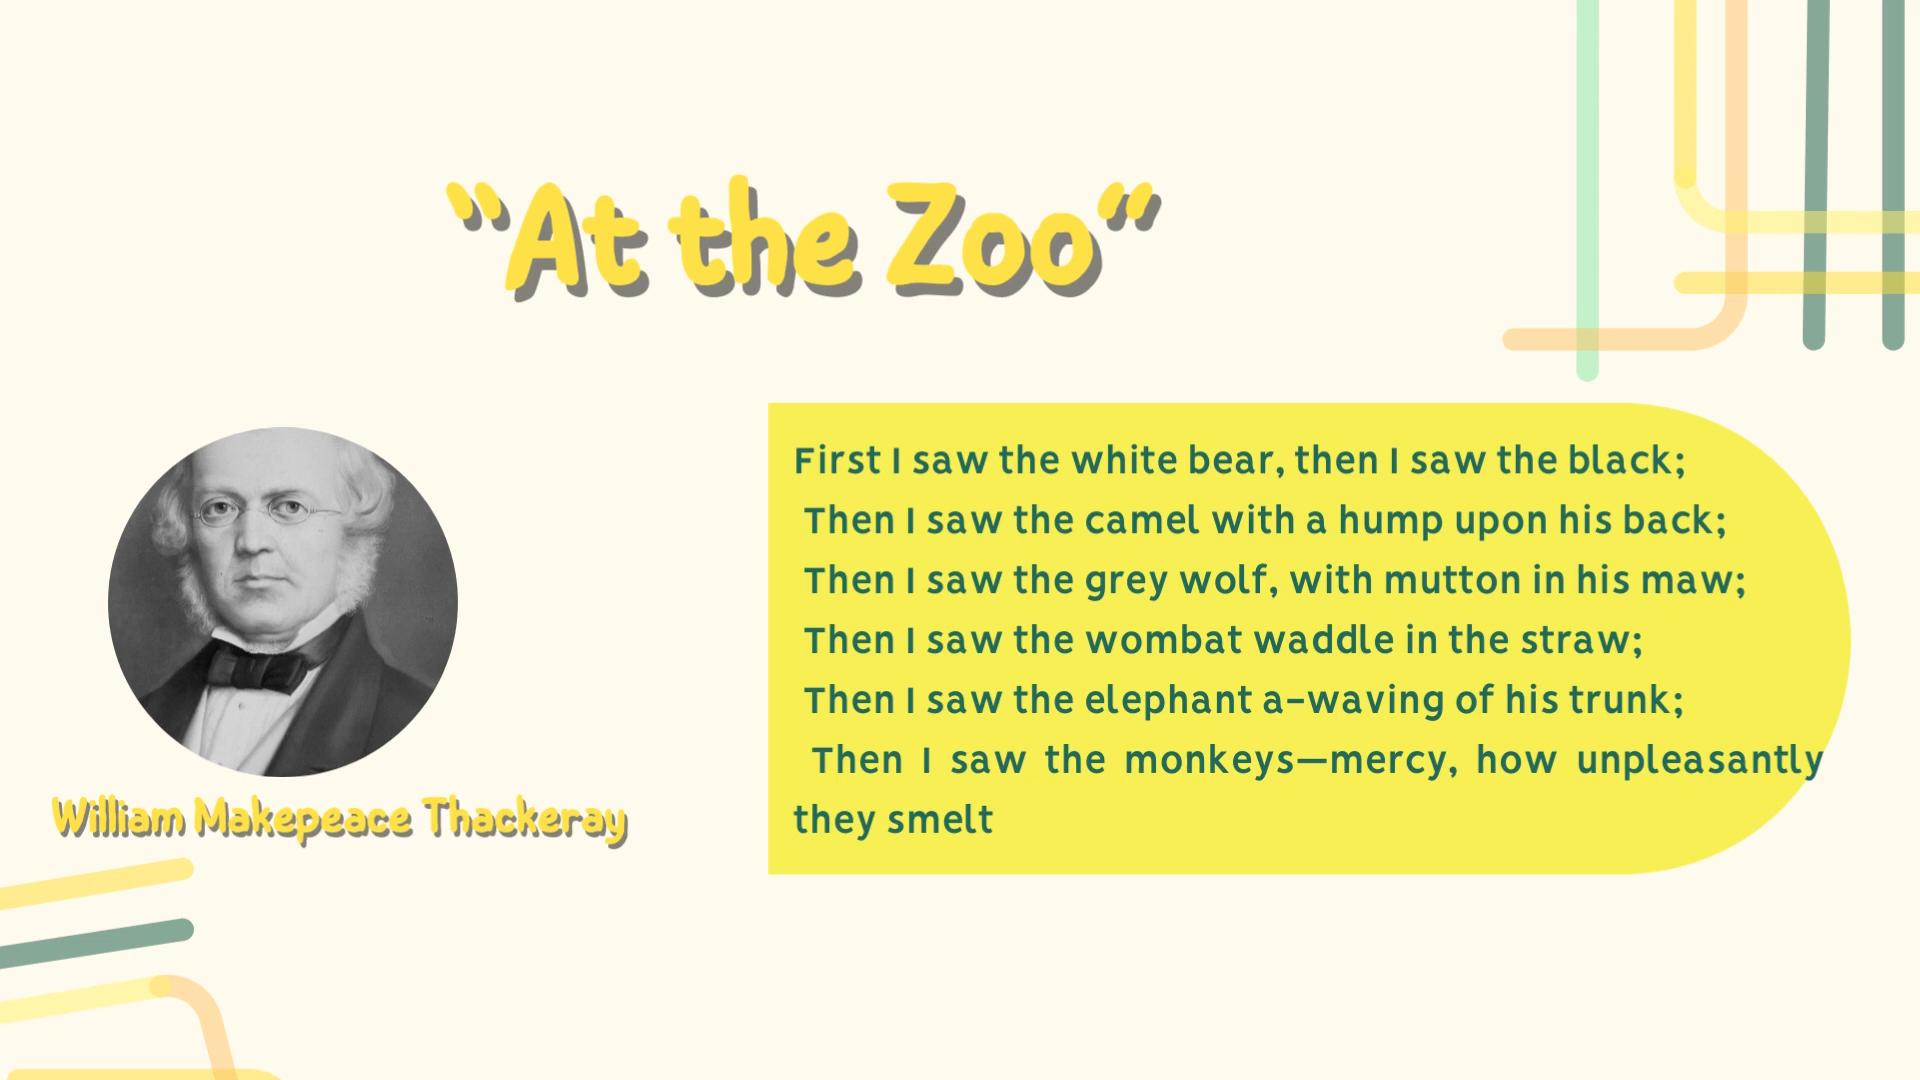 “At the Zoo“
First I saw the white bear, then I saw the black;
Then I saw the camel with a hump upon his back;
Then I saw the grey wolf, with mutton in his maw;
Then I saw the wombat waddle in the straw;
Then I saw the elephant a-waving of his trunk;
Then I saw the monkeys—mercy, how unpleasantly
they smelt
William Makepeace Thackeray